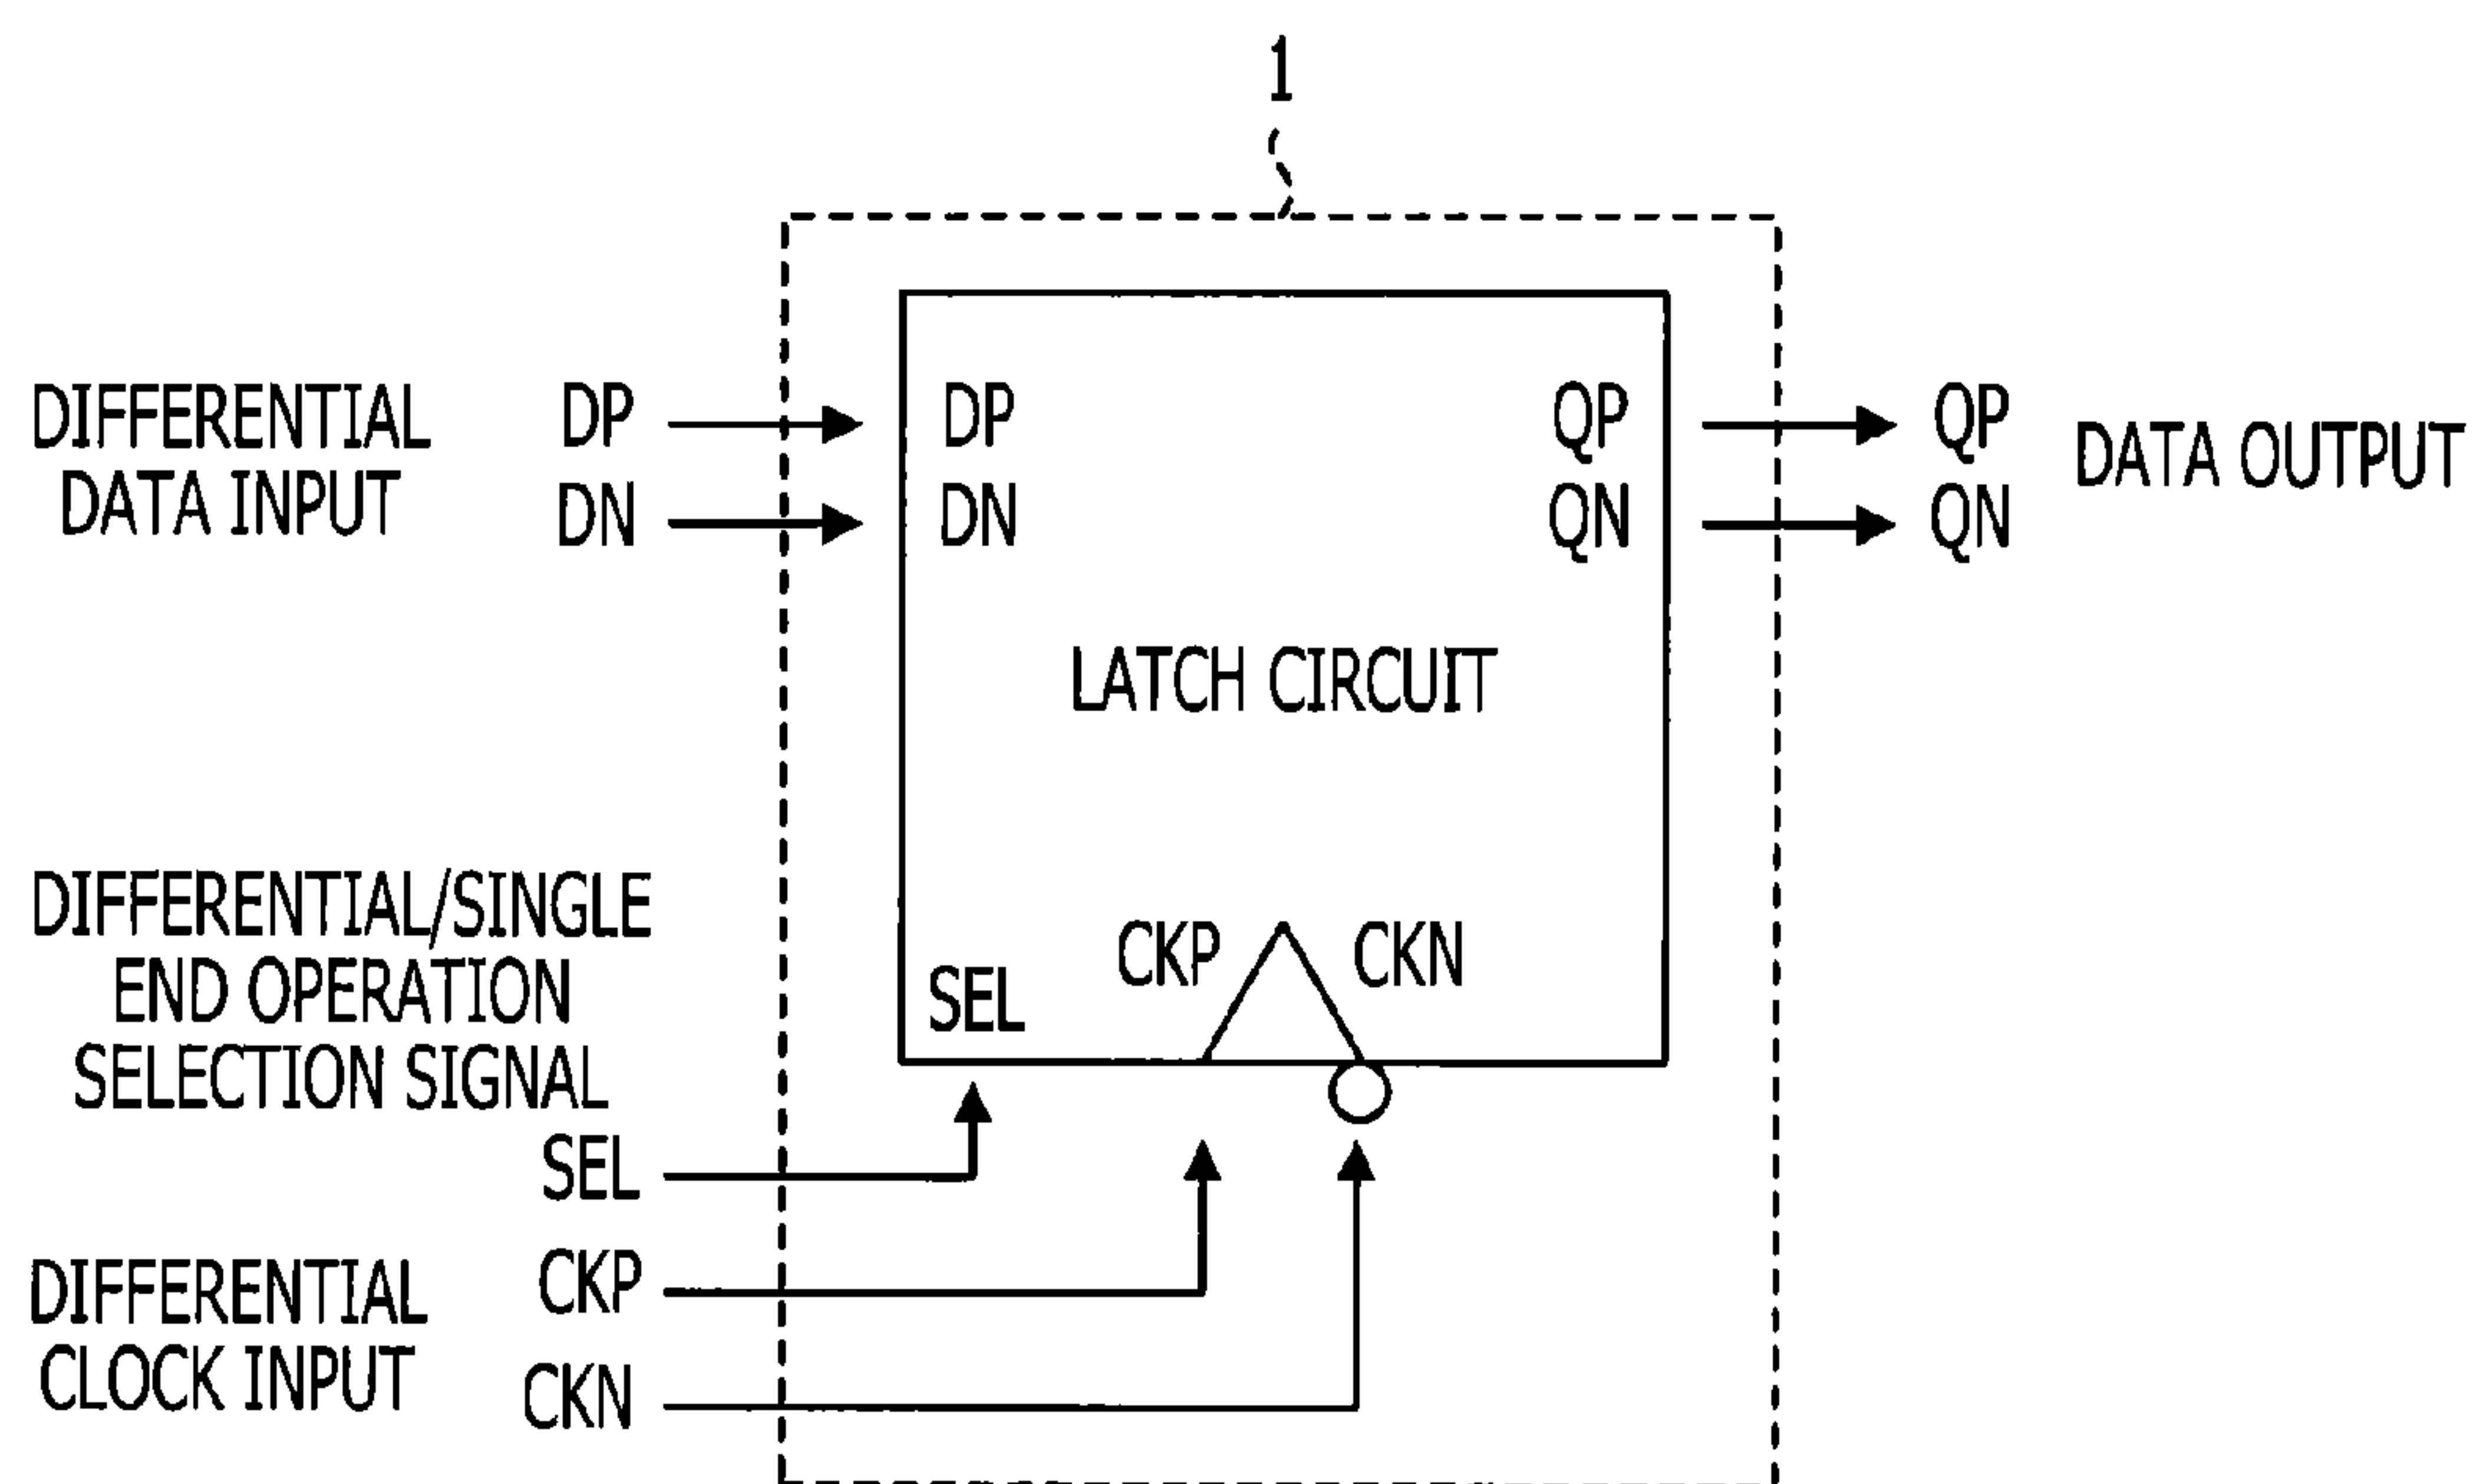 1
DIFFERENTIAL
DATA INPUT
DP
DN
DP
DN
QP
QN
QP
QN
DATA OUTPUT
LATCH CIRCUIT
DIFFERENTIAL/SINGLE
END OPERATION
SELECTION SIGNAL
SEL
SEL
CKP
CKN
DIFFERENTIAL
CLOCK INPUT
CKP
CKN